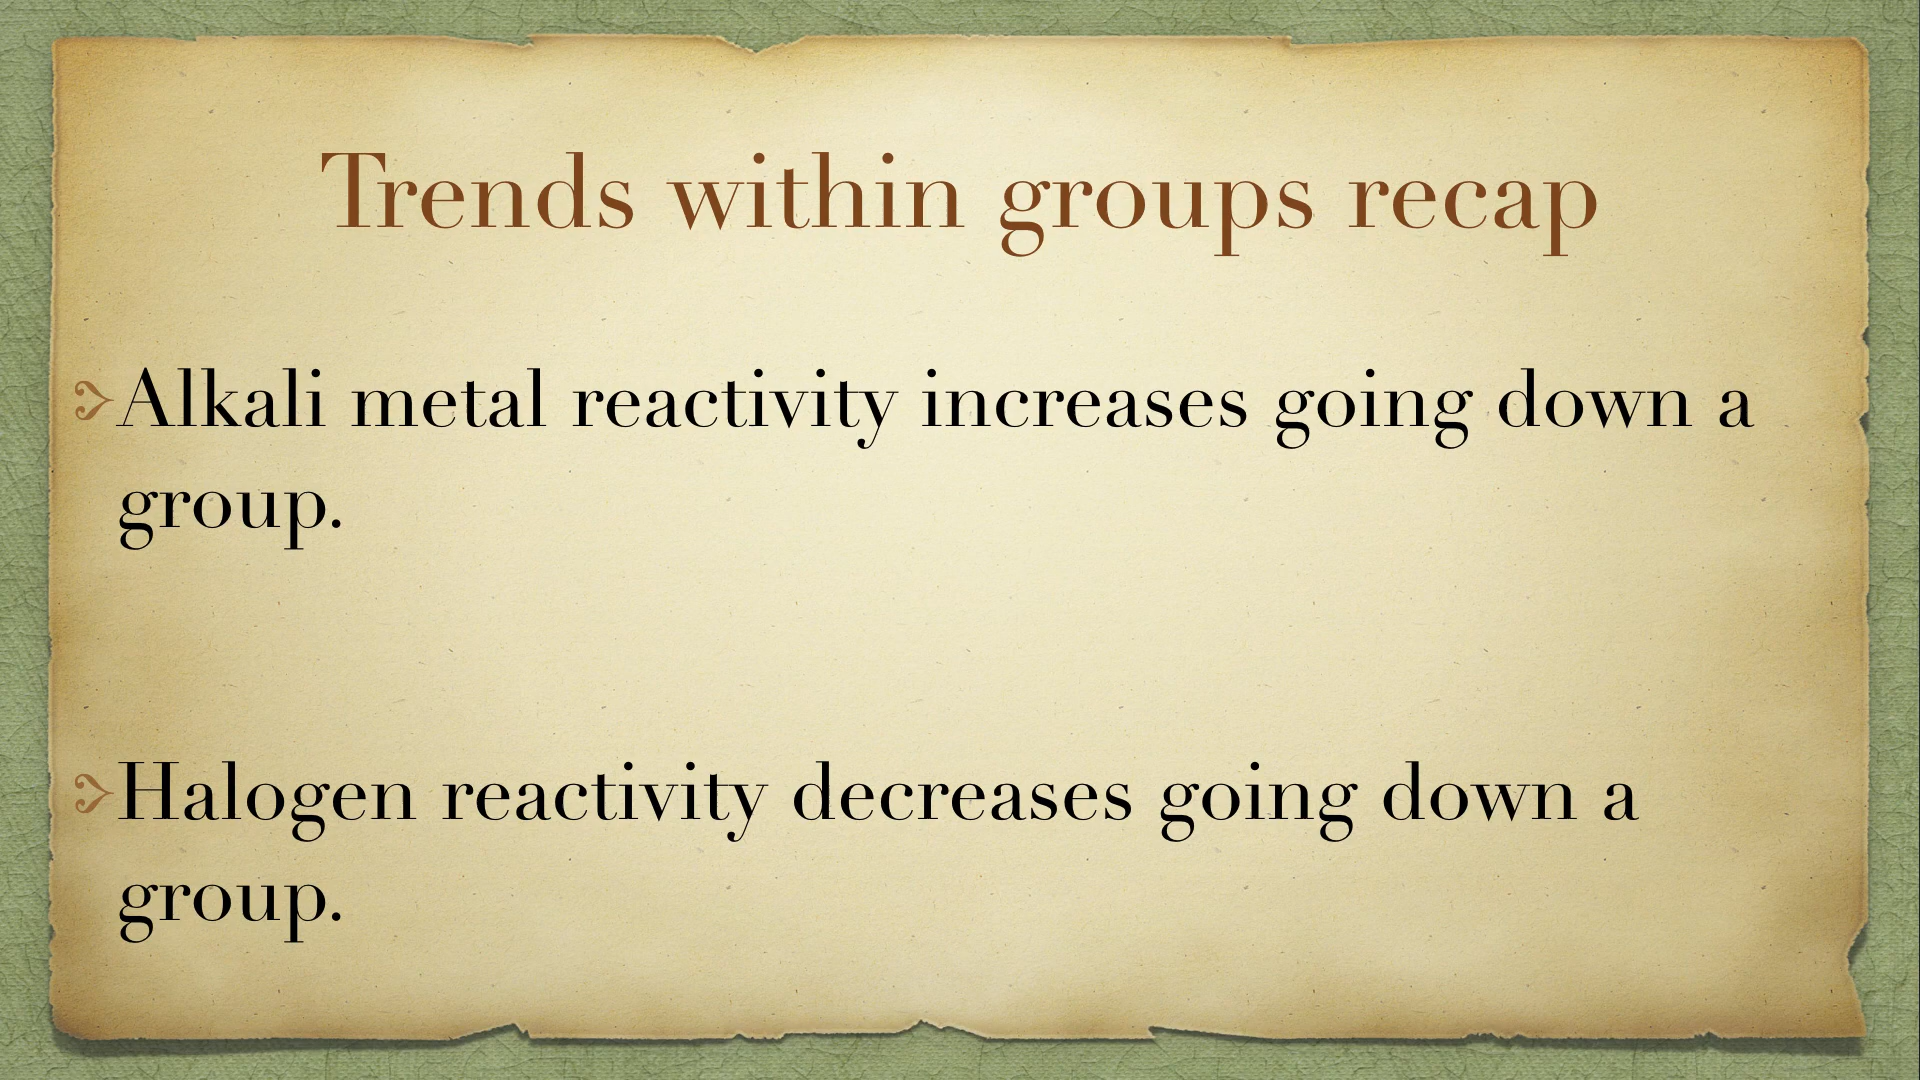 Trends within groups recap
Alkali metal reactivity increases going down a
group.
Halogen reactivity decreases going down a
group.